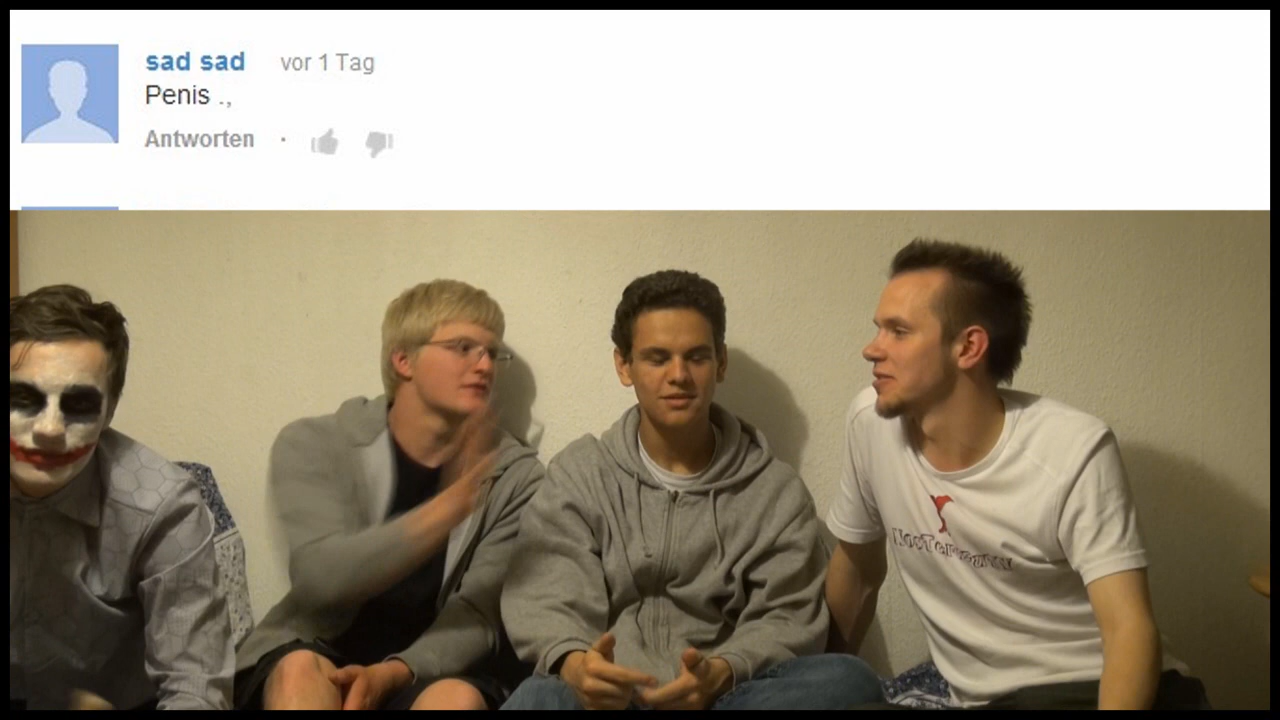 sad sad vor 1 Tag
Penis .,
Antworten ·